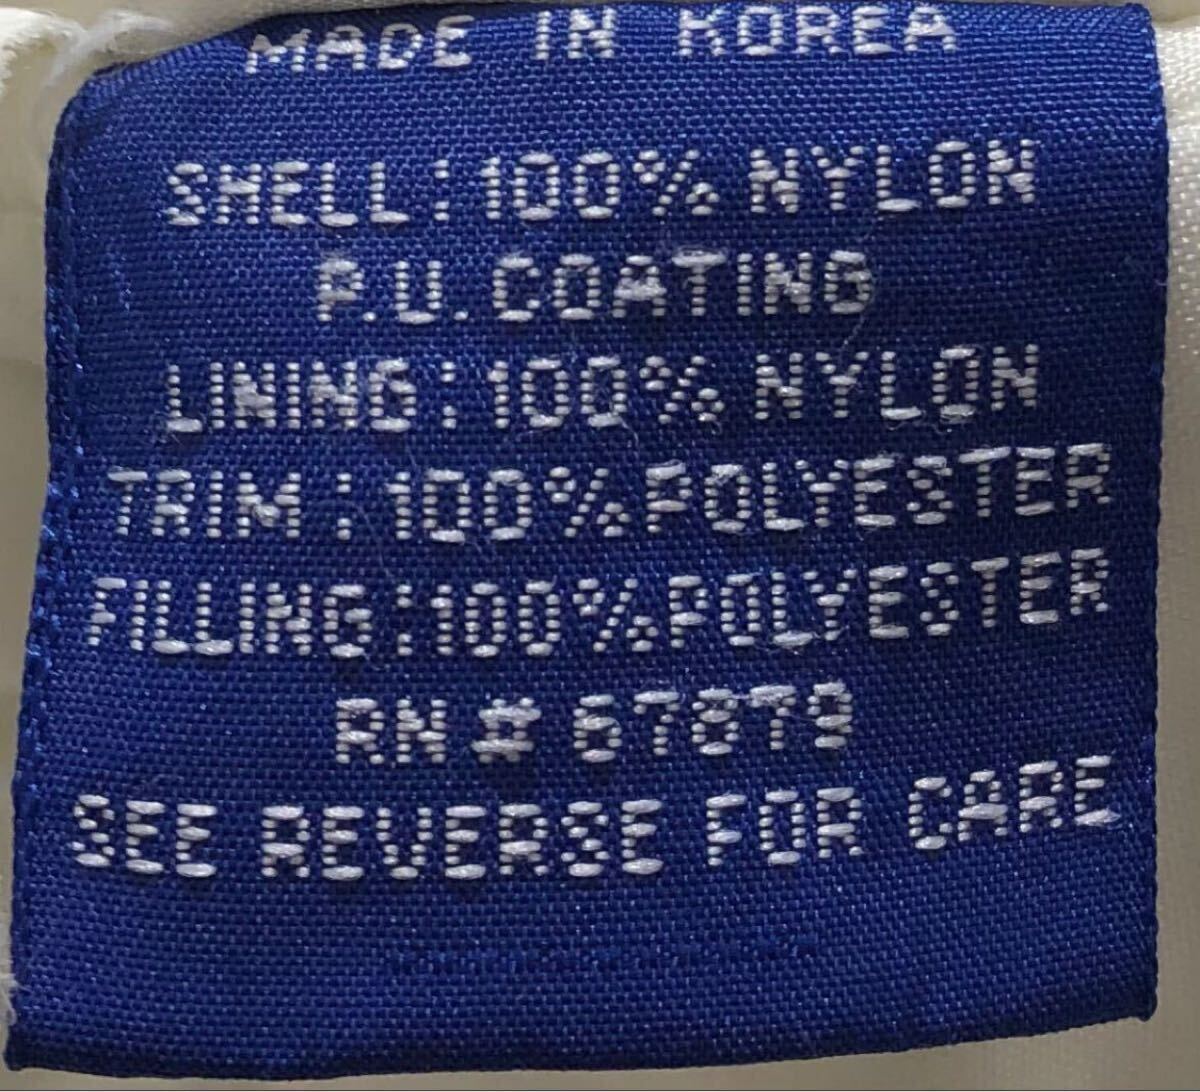 MADE IN KOREA
SHELL:100% NYLON
P.U.COATING
LINING:100% NYLON
TRIM:100%POLYESTER
FILLING:100%POLYESTER
RN # 67879
SEE REVERSE FOR CARE